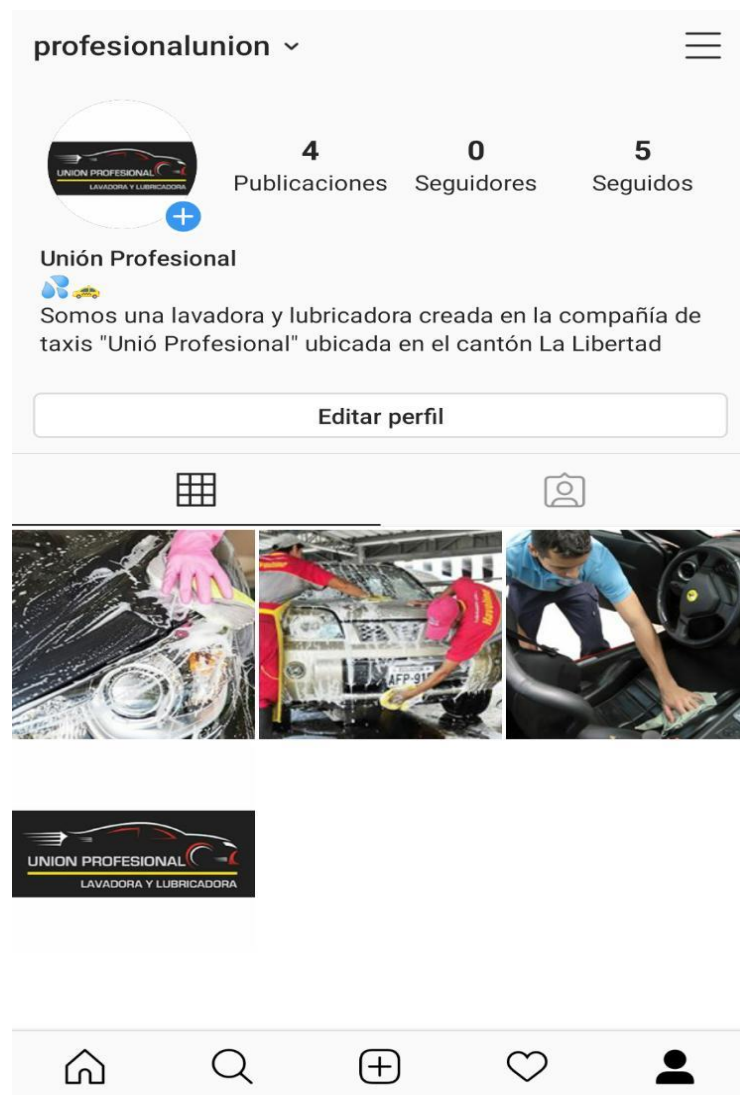 profesionalunion
4 0 5
Publicaciones Seguidores Seguidos
UNION PROFESIONAL
LAVADORA Y LUBRICADORA
Unión Profesional
Somos una lavadora y lubricadora creada en la compañía de
taxis "Unió Profesional" ubicada en el cantón La Libertad
Editar perfil
Havoline
AFP-915
UNION PROFESIONAL
LAVADORA Y LUBRICADORA